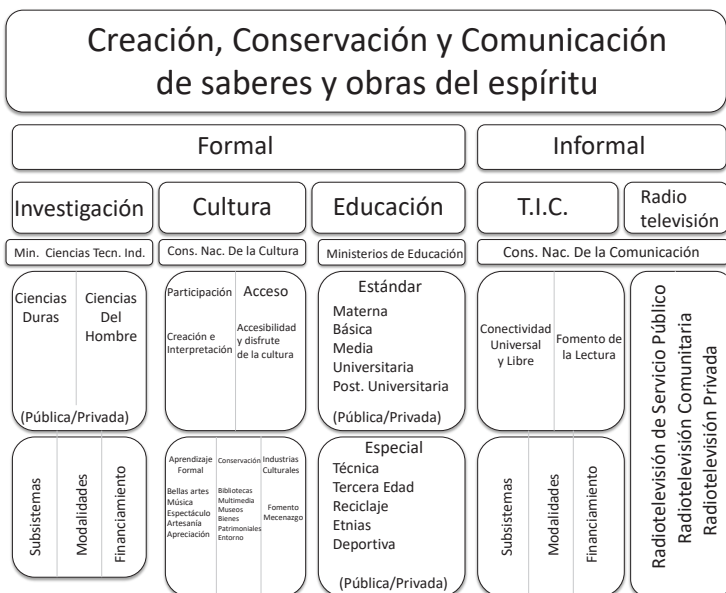 Creación, Conservación y Comunicación
de saberes y obras del espíritu
Formal
Informal
Investigación
Cultura
Educación
T.I.C.
Radio
televisión
Min. Ciencias Tecn. Ind.
Cons. Nac. De la Cultura
Ministerios de Educación
Cons. Nac. De la Comunicación
Ciencias
Duras
Ciencias
Del
Hombre
(Pública/Privada)
Participación
Creación e
Interpretación
Acceso
Accesibilidad
y disfrute
de la cultura
Estándar
Materna
Básica
Media
Universitaria
Post. Universitaria
(Pública/Privada)
Conectividad
Universal
y Libre
Fomento de
la Lectura
Radiotelevisión de Servicio Público
Radiotelevisión Comunitaria
Radiotelevisión Privada
Subsistemas
Modalidades
Financiamiento
Aprendizaje
Formal
Bellas artes
Música
Espectáculo
Artesanía
Apreciación
Conservación
Bibliotecas
Multimedia
Museos
Bienes
Patrimoniales
Entorno
Industrias
Culturales
Fomento
Mecenazgo
Especial
Técnica
Tercera Edad
Reciclaje
Etnias
Deportiva
(Pública/Privada)
Subsistemas
Modalidades
Financiamiento